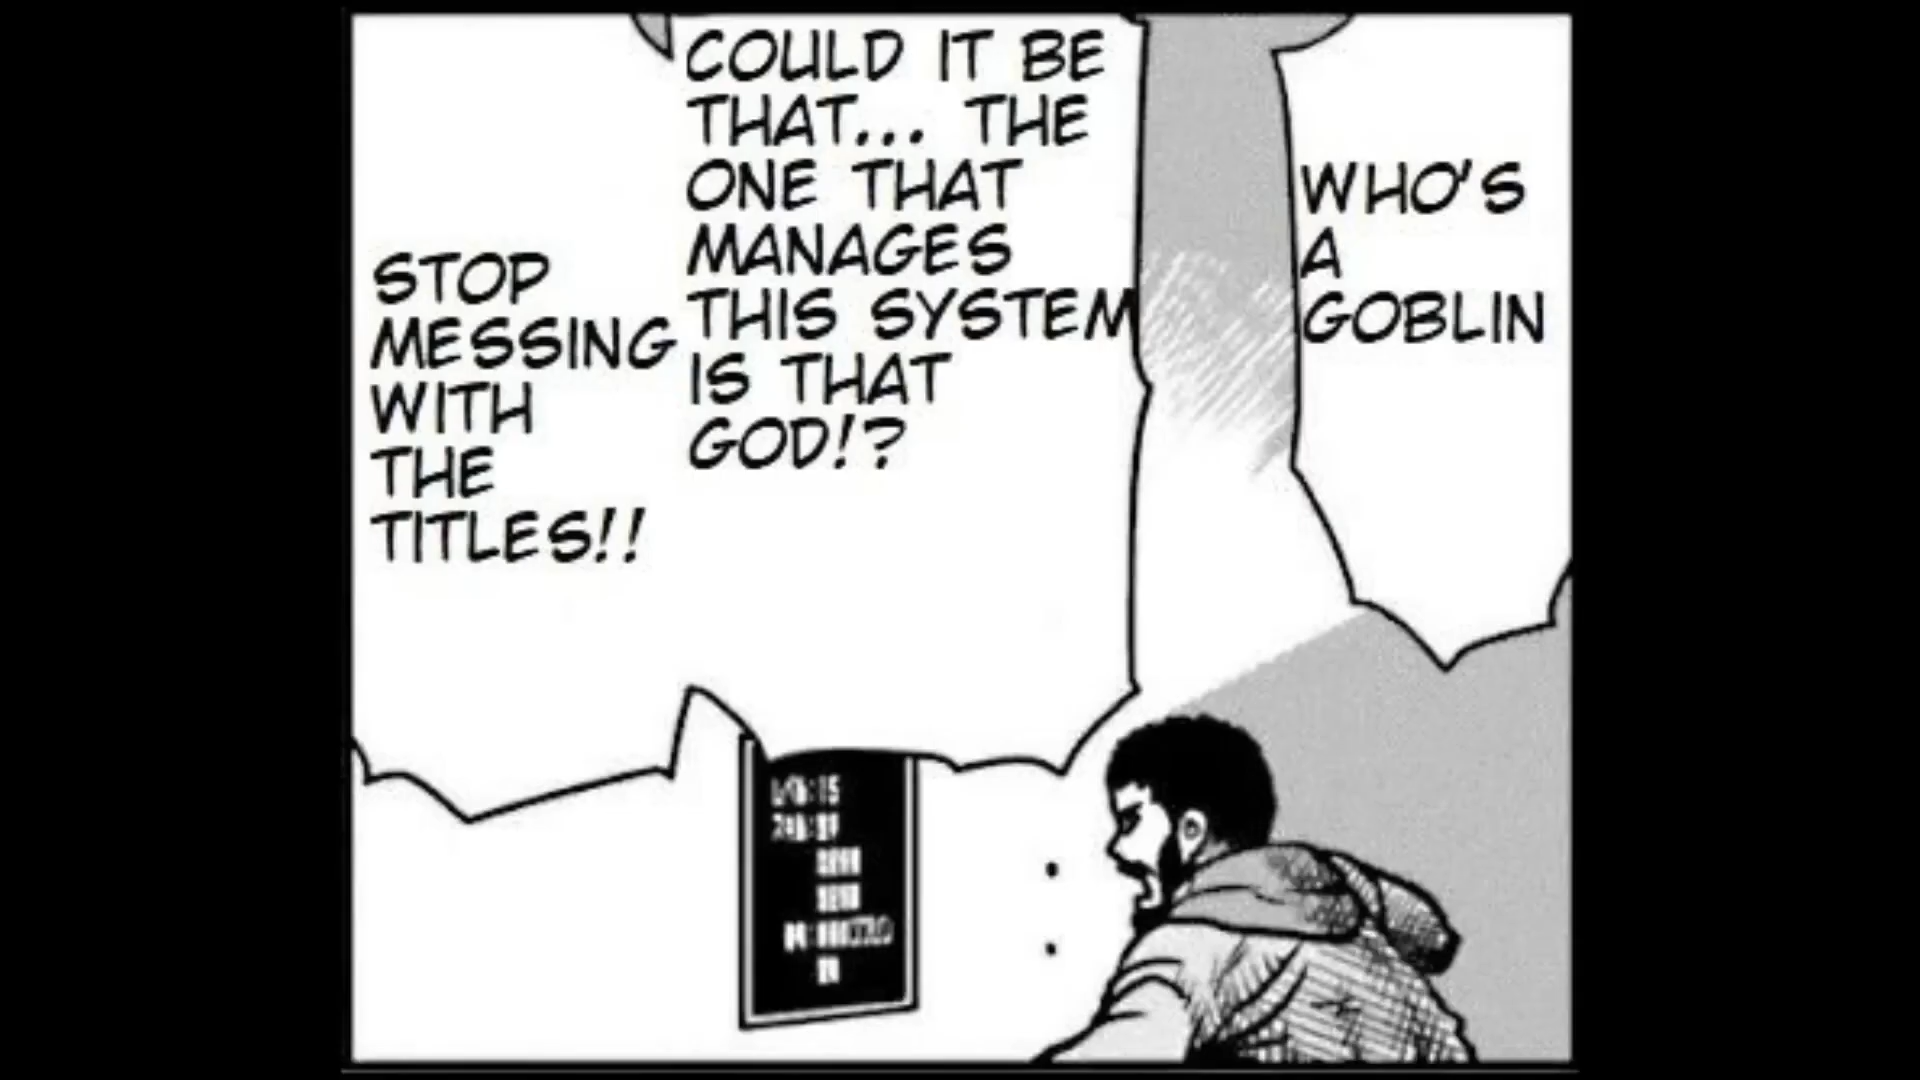 WHO'S
A
GOBLIN
COULD IT BE
THAT... THE
ONE THAT
MANAGES
THIS SYSTEM
IS THAT
GOD!?
STOP
MESSING
WITH
THE
TITLES!!